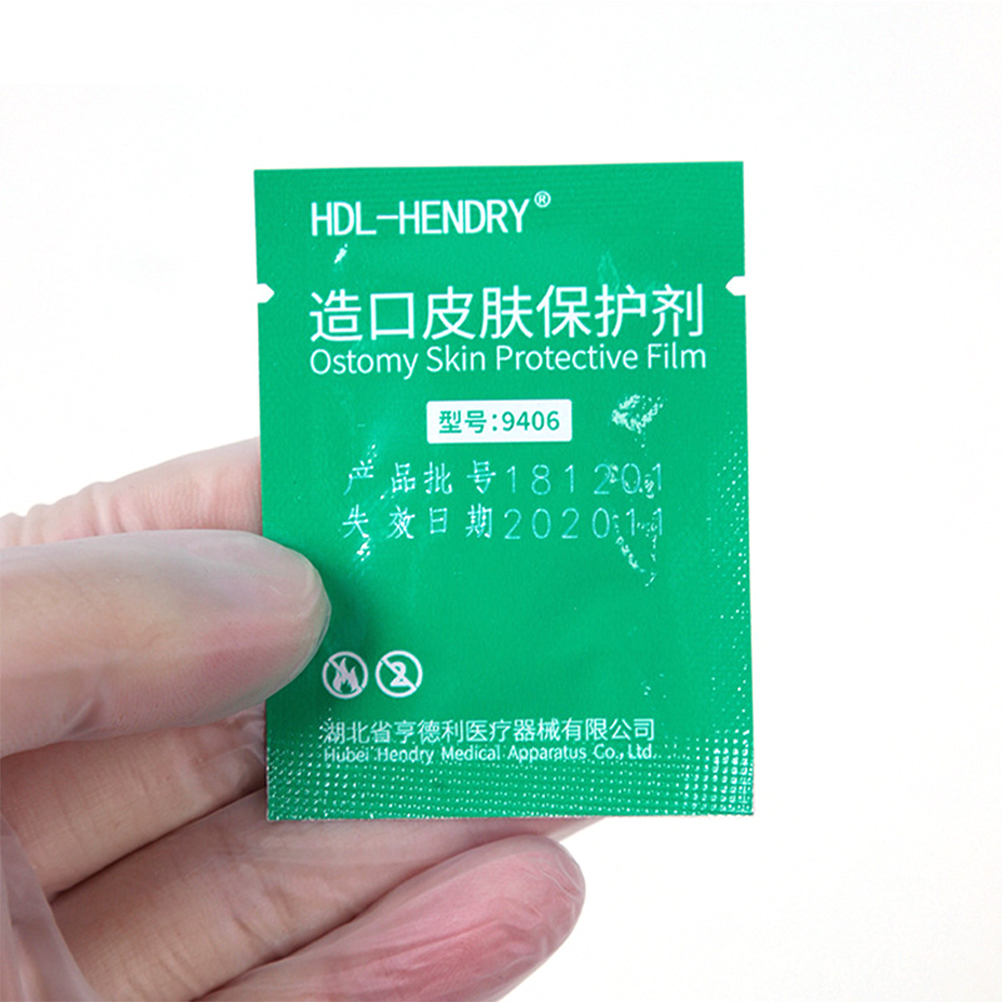 HDL-HENDRY®
造口皮肤保护剂
Ostomy Skin Protective Film
型号:9406
产品批号181201
失效日期202011
2
湖北省亨德利医疗器械有限公司
Hubei Hendry Medical Apparatus Co., Ltd.